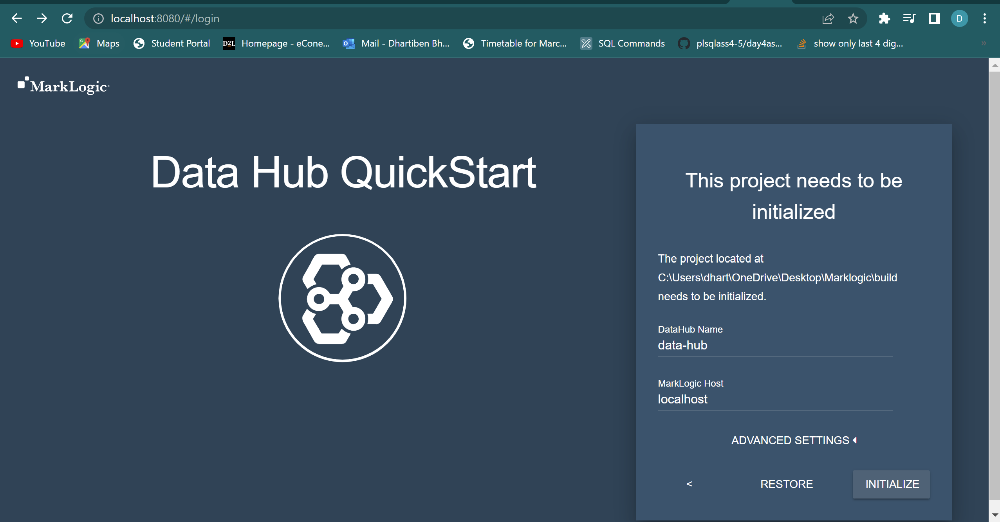 localhost:8080/#/login
D
YouTube
Maps
Student Portal
D2L
Homepage - eCone...
Mail - Dhartiben Bh...
Timetable for Marc...
SQL Commands
plsqlass4-5/day4as...
show only last 4 dig...
»
MarkLogic
Data Hub QuickStart
This project needs to be
initialized
The project located at
C:\Users\dhart\OneDrive\Desktop\Marklogic\build
needs to be initialized.
DataHub Name
data-hub
MarkLogic Host
localhost
ADVANCED SETTINGS
< RESTORE INITIALIZE